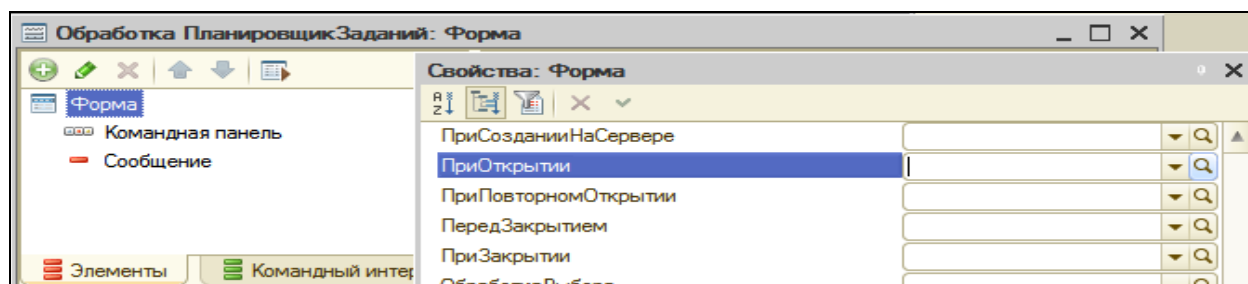 Обработка ПланировщикЗаданий: Форма
Свойства: Форма
Форма
Командная панель
Сообщение
ПриСозданииНаСервере
ПриОткрытии
ПриПовторномОткрытии
ПередЗакрытием
ПриЗакрытии
Элементы
Командный интер